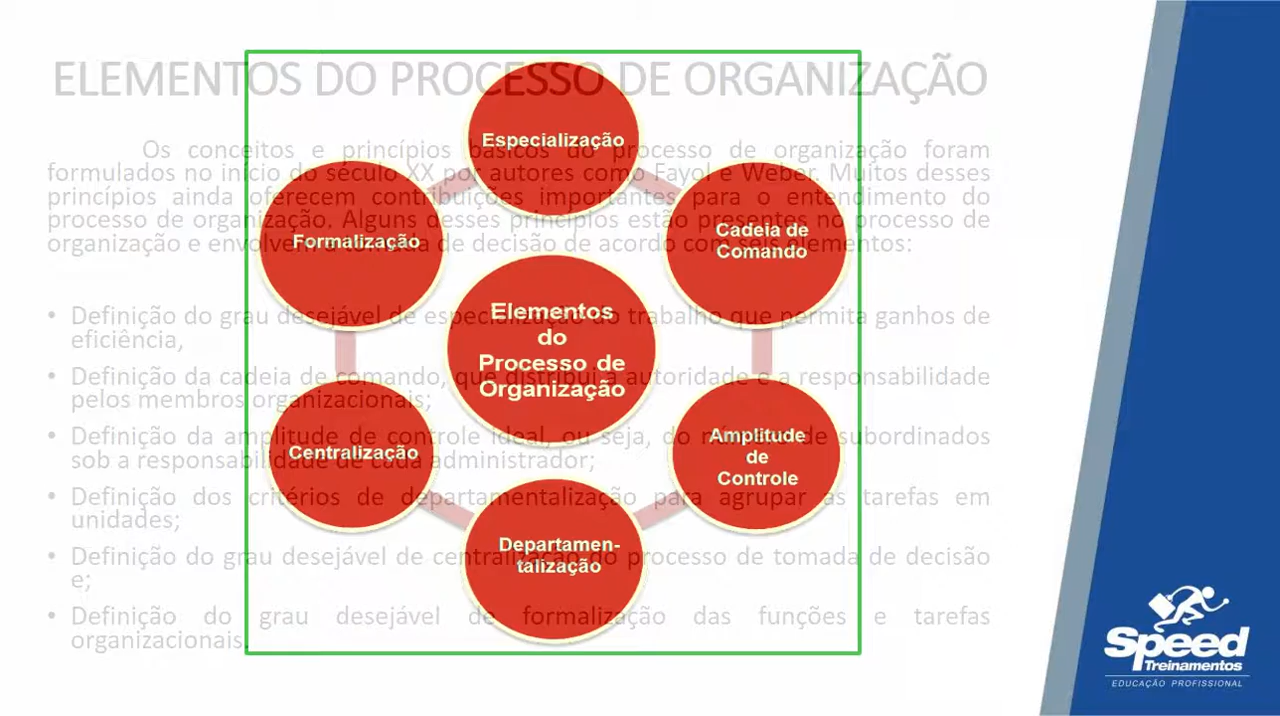 ELEMENTOS DO PROCESSO DE ORGANIZAÇÃO
Os conceitos e princípios básicos do processo de organização foram
formulados no início do século XX por autores como Fayol e Weber. Muitos desses
princípios ainda oferecem contribuições importantes para o entendimento do
processo de organização. Alguns desses princípios estão presentes no processo de
organização e envolvem a tomada de decisão de acordo com seis elementos:
• Definição do grau desejável de especialização do trabalho que permita ganhos de
eficiência,
• Definição da cadeia de comando, que distribui a autoridade e a responsabilidade
pelos membros organizacionais;
• Definição da amplitude de controle ideal, ou seja, do número de subordinados
sob a responsabilidade de cada administrador;
• Definição dos critérios de departamentalização para agrupar as tarefas em
unidades;
• Definição do grau desejável de centralização do processo de tomada de decisão
e;
• Definição do grau desejável de formalização das funções e tarefas
organizacionais.
Especialização
Cadeia de
Comando
Amplitude
de
Controle
Departamen-
talização
Centralização
Formalização
Elementos
do
Processo de
Organização
Speed
Treinamentos
EDUCAÇÃO PROFISSIONAL